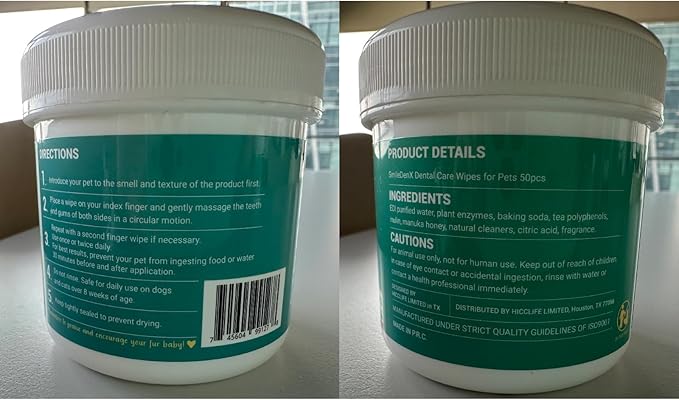 DIRECTIONS
1. Introduce your pet to the smell and texture of the product first.
2. Place a wipe on your index finger and gently massage the teeth
and gums of both sides in a circular motion.
3. Repeat with a second finger wipe if necessary.
Use once or twice daily
For best results, prevent your pet from ingesting food or water
30 minutes before and after application.
4. Do not rinse. Safe for daily use on dogs
and cats over 8 weeks of age.
5. Keep tightly sealed to prevent drying.
& praise and encourage your fur baby!
7 45604 99127
PRODUCT DETAILS
SmileDenX Dental Care Wipes for Pets 50pcs
INGREDIENTS
EDI purified water, plant enzymes, baking soda, tea polyphenols,
inulin, manuka honey, natural cleaners, citric acid, fragrance.
CAUTIONS
For animal use only, not for human use. Keep out of reach of children.
In case of eye contact or accidental ingestion, rinse with water or
contact a health professional immediately.
DESIGNED BY
HICCLIFE LIMITED in TX
DISTRIBUTED BY HICCLIFE LIMITED, Houston, TX 77066
MANUFACTURED UNDER STRICT QUALITY GUIDELINES OF ISO9001
MADE IN P.R.C.